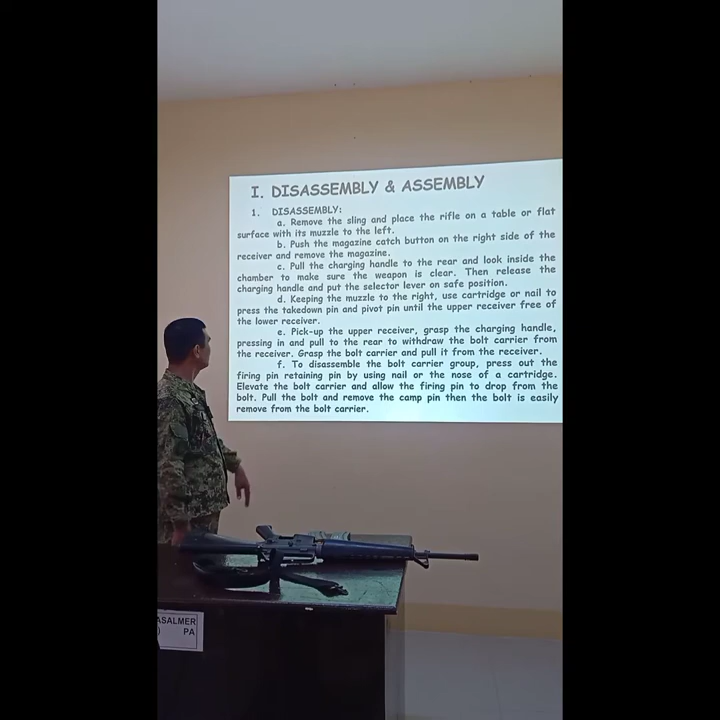 I. DISASSEMBLY & ASSEMBLY
1. DISASSEMBLY:
a. Remove the sling and place the rifle on a table or flat
surface with its muzzle to the left.
b. Push the magazine catch button on the right side of the
receiver and remove the magazine.
c. Pull the charging handle to the rear and look inside the
chamber to make sure the weapon is clear. Then release the
charging handle and put the selector lever on safe position.
d. Keeping the muzzle to the right, use cartridge or nail to
press the takedown pin and pivot pin until the upper receiver free of
the lower receiver.
e. Pick-up the upper receiver, grasp the charging handle,
pressing in and pull to the rear to withdraw the bolt carrier from
the receiver. Grasp the bolt carrier and pull it from the receiver.
f. To disassemble the bolt carrier group, press out the
firing pin retaining pin by using nail or the nose of a cartridge.
Elevate the bolt carrier and allow the firing pin to drop from the
bolt. Pull the bolt and remove the camp pin then the bolt is easily
remove from the bolt carrier.
ASALMER
) PA